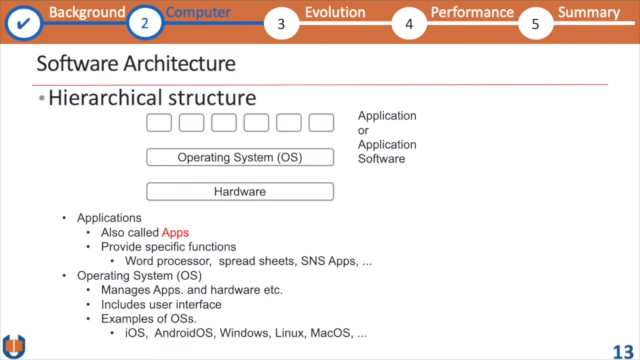 Background Computer Evolution Performance Summary
✓ 2 3 4 5
Software Architecture
•Hierarchical structure
Application
or
Application
Software
Operating System (OS)
Hardware
• Applications
• Also called Apps
• Provide specific functions
• Word processor, spread sheets, SNS Apps, ...
• Operating System (OS)
• Manages Apps. and hardware etc.
• Includes user interface
• Examples of OSs.
• iOS, AndroidOS, Windows, Linux, MacOS, ...
13